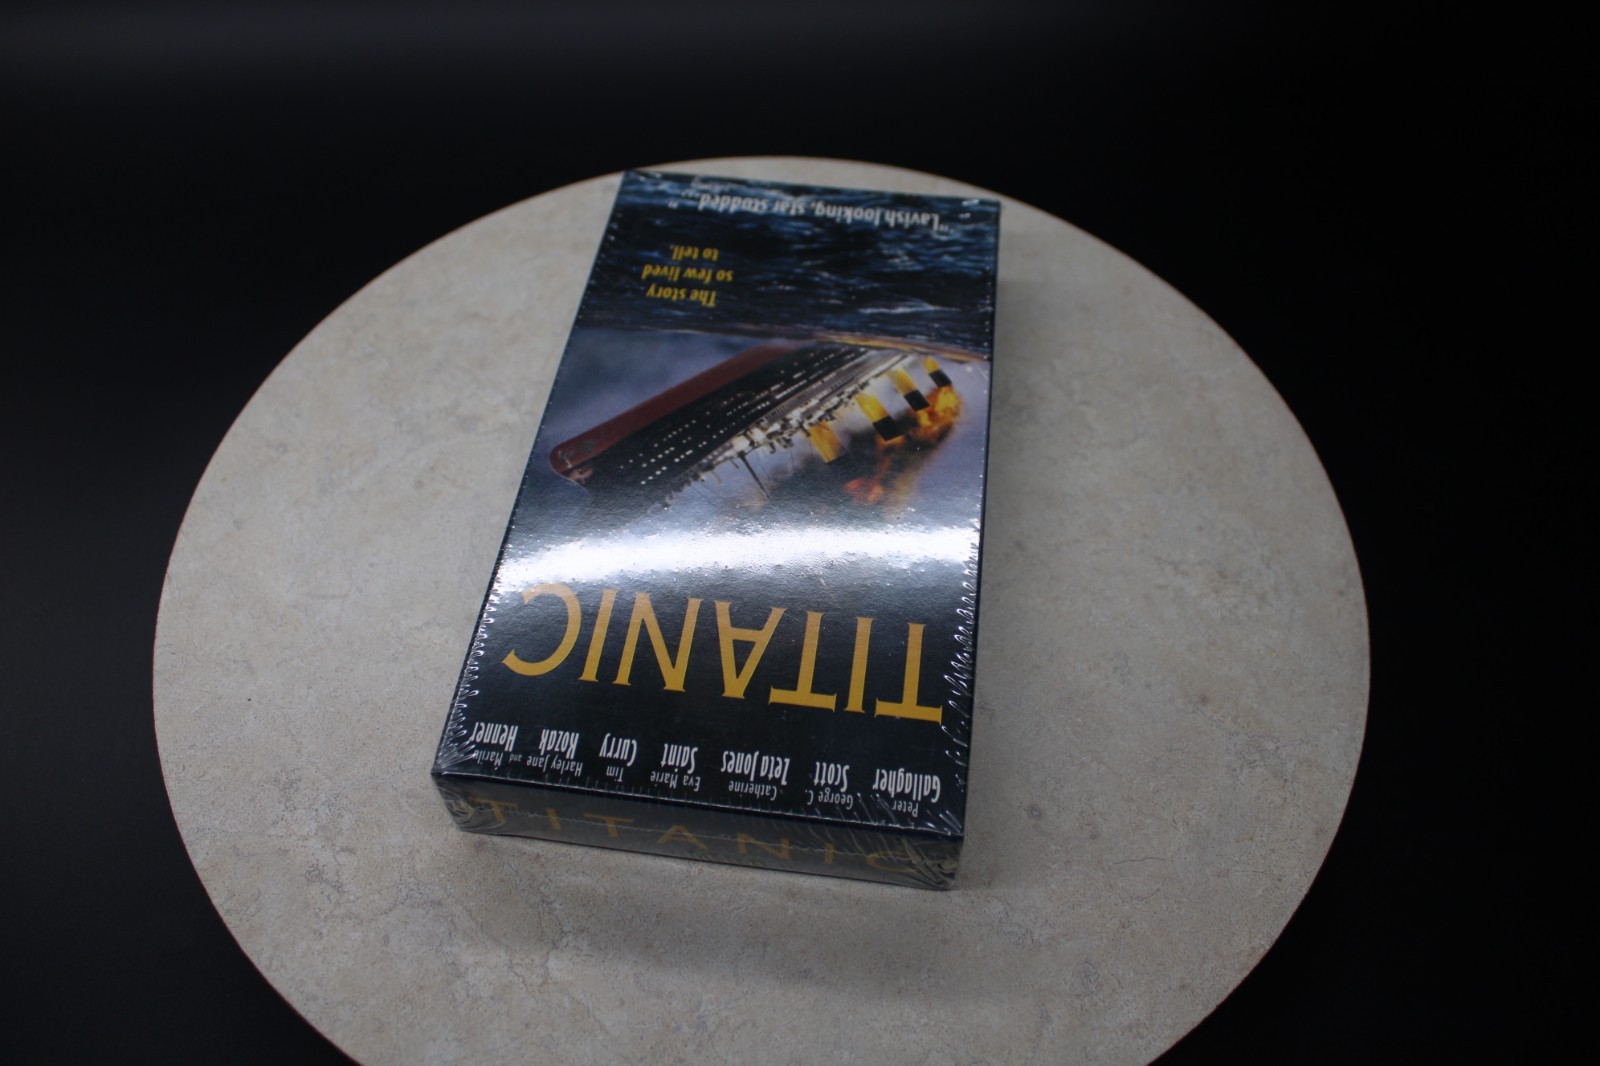 Peter Gallagher
George C. Scott
Catherine Zeta Jones
Eva Marie Saint
Tim Curry
Harley Jane Kozak
and Marilu Henner
TITANIC
The story
so few lived
to tell.
"Lavish looking, star studded..."
TITANIC